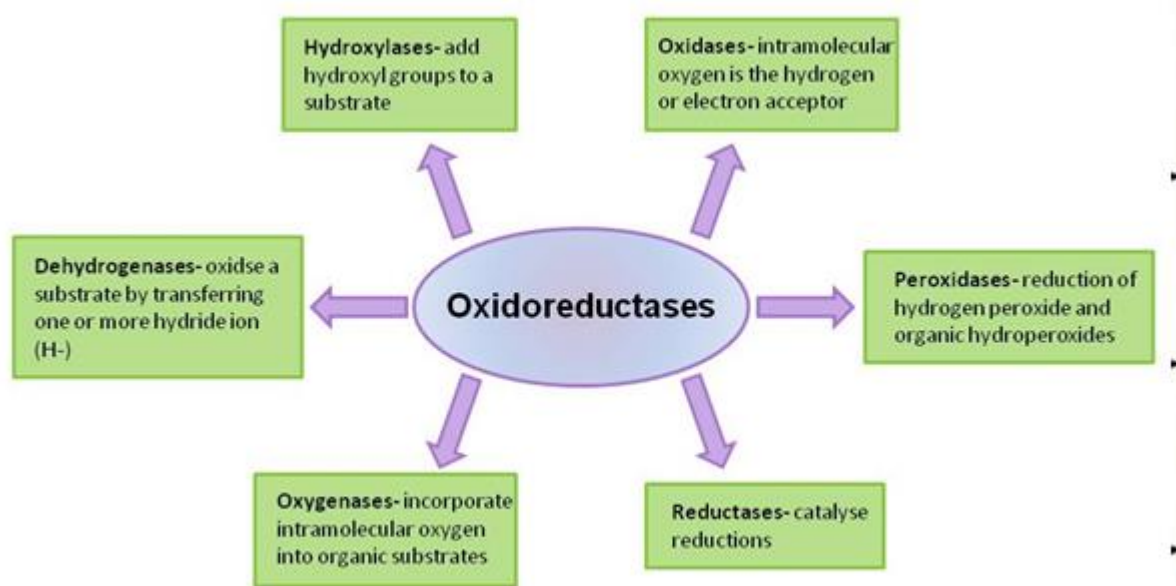 Hydroxylases- add
hydroxyl groups to a
substrate
Oxidases- intramolecular
oxygen is the hydrogen
or electron acceptor
Dehydrogenases- oxidse a
substrate by transferring
one or more hydride ion
(H-)
Oxidoreductases
Peroxidases- reduction of
hydrogen peroxide and
organic hydroperoxides
Oxygenases- incorporate
intramolecular oxygen
into organic substrates
Reductases- catalyse
reductions